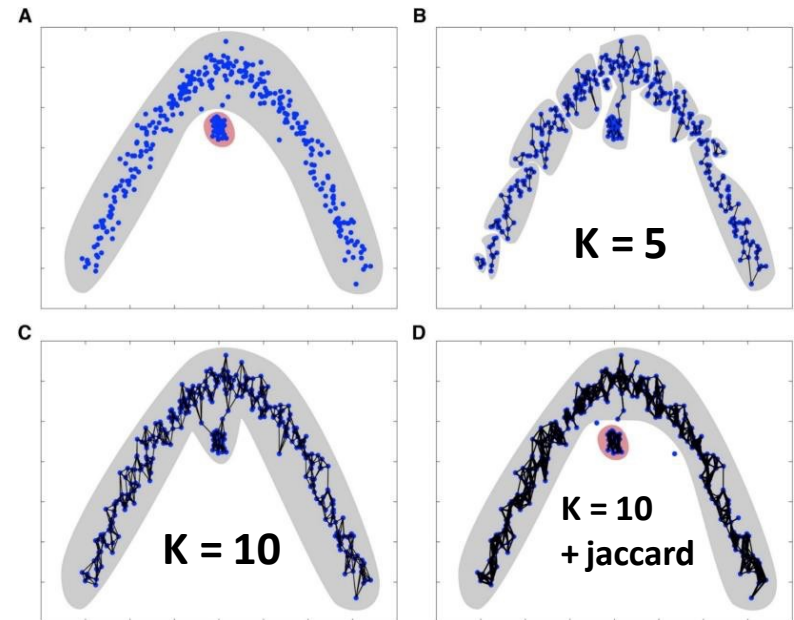 A
B
K = 5
C
D
K = 10
K = 10
+ jaccard